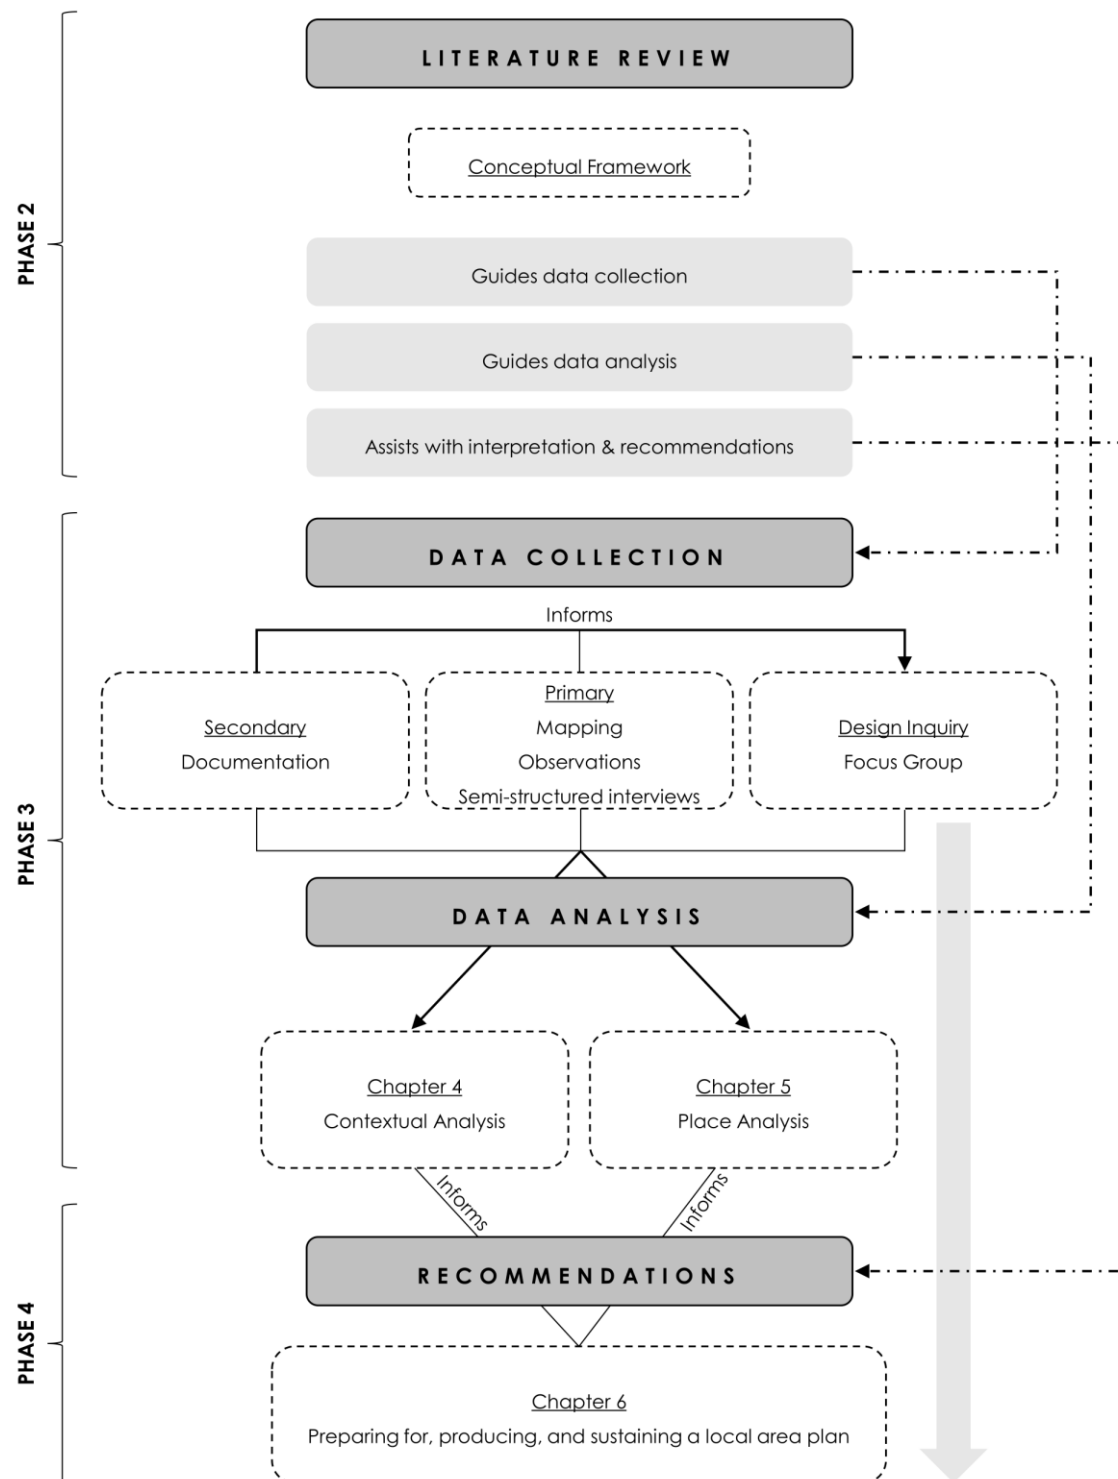 LITERATURE REVIEW
Conceptual Framework
PHASE 2
Guides data collection
Guides data analysis
Assists with interpretation & recommendations
DATA COLLECTION
Informs
Secondary
Documentation
Primary
Mapping
Observations
Semi-structured interviews
Design Inquiry
Focus Group
PHASE 3
DATA ANALYSIS
Chapter 4
Contextual Analysis
Chapter 5
Place Analysis
Informs
Informs
RECOMMENDATIONS
PHASE 4
Chapter 6
Preparing for, producing, and sustaining a local area plan